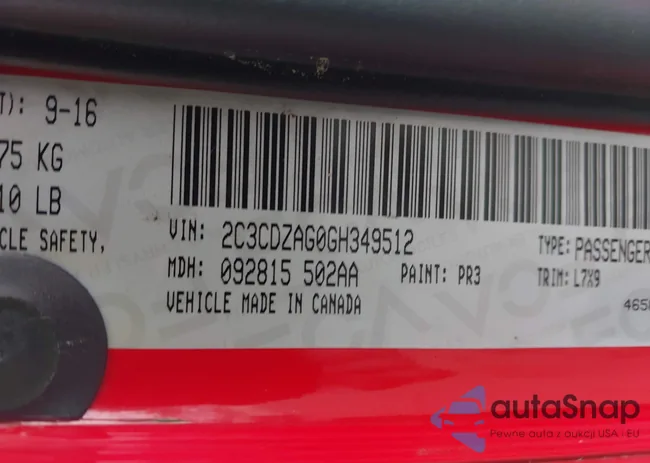 T): 9-16
75 KG
10 LB
CLE SAFETY,
VIN: 2C3CDZAG0GH349512
TYPE: PASSENGER
MDH: 092815 502AA
PAINT: PR3
TRIM: L7X9
VEHICLE MADE IN CANADA
465
autaSnap
Pewne auta z aukcji USA - EU